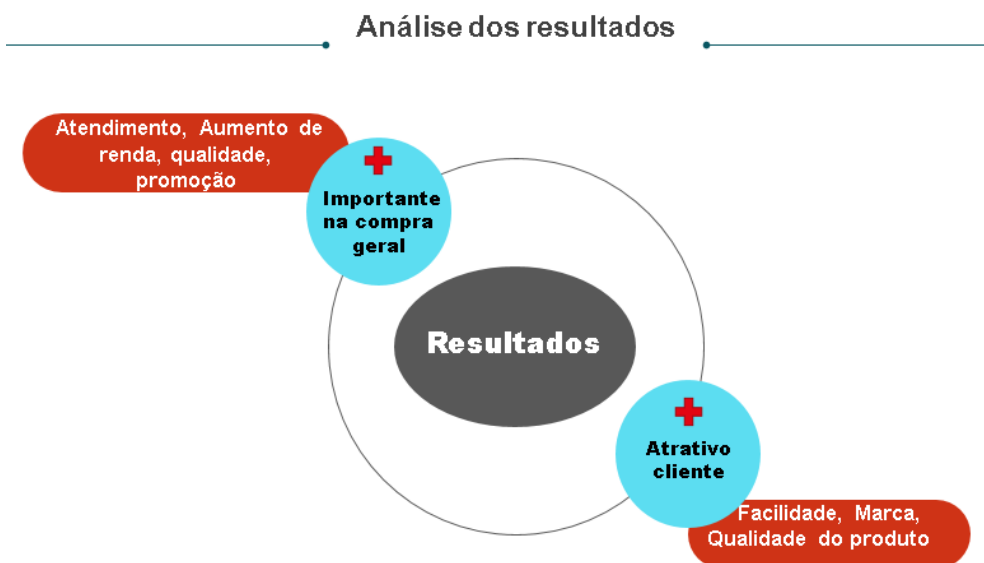 Análise dos resultados
Atendimento, Aumento de
renda, qualidade,
promoção
Importante
na compra
geral
Resultados
Atrativo
cliente
Facilidade, Marca,
Qualidade do produto